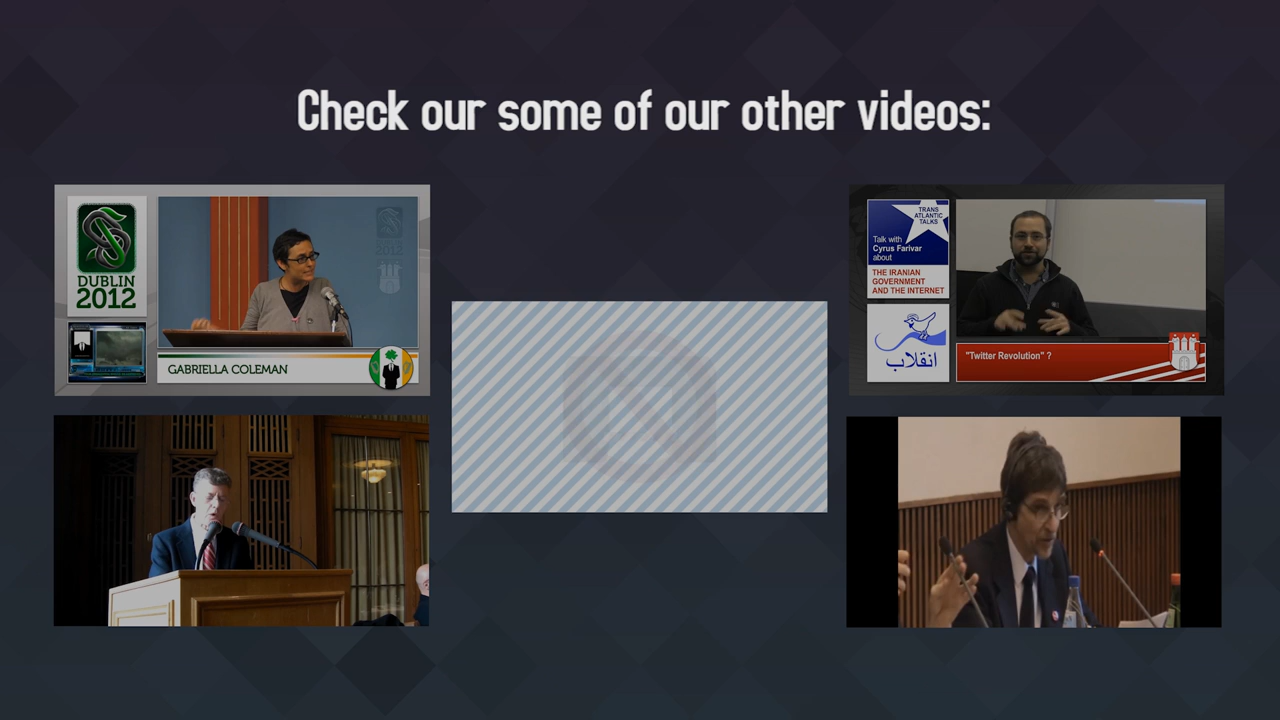 Check our some of our other videos:
DUBLIN
2012
GABRIELLA COLEMAN
TRANS
ATLANTIC
TALKS
Talk with
Cyrus Farivar
about
THE IRANIAN
GOVERNMENT
AND THE INTERNET
انقلاب
"Twitter Revolution" ?